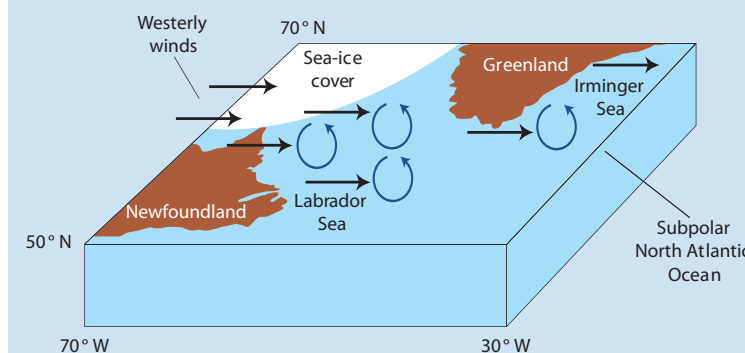 Westerly
winds
70° N
Sea-ice
cover
Greenland
Irminger
Sea
Newfoundland
Labrador
Sea
50° N
Subpolar
North Atlantic
Ocean
70° W
30° W